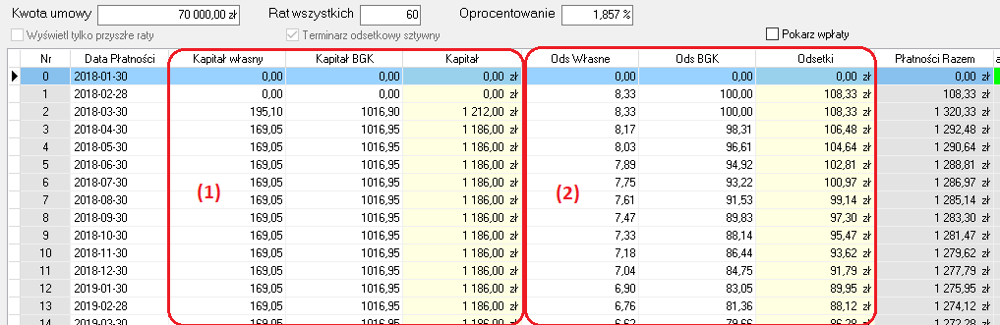 Kwota umowy 70 000,00 zł Rat wszystkich 60 Oprocentowanie 1,857 %
Wyświetl tylko przyszłe raty Terminarz odsetkowy sztywny Pokarz wpłaty
Nr Data Płatności Kapitał własny Kapitał BGK Kapitał Ods Własne Ods BGK Odsetki Płatności Razem
0 2018-01-30 0,00 0,00 0,00 zł 0,00 0,00 0,00 zł 0,00 zł
1 2018-02-28 0,00 0,00 0,00 zł 8,33 100,00 108,33 zł 108,33 zł
2 2018-03-30 195,10 1016,90 1 212,00 zł 8,33 100,00 108,33 zł 1 320,33 zł
3 2018-04-30 169,05 1016,95 1 186,00 zł 8,17 98,31 106,48 zł 1 292,48 zł
4 2018-05-30 169,05 1016,95 1 186,00 zł 8,03 96,61 104,64 zł 1 290,64 zł
5 2018-06-30 169,05 1016,95 1 186,00 zł 7,89 94,92 102,81 zł 1 288,81 zł
6 2018-07-30 169,05 1016,95 1 186,00 zł 7,75 93,22 100,97 zł 1 286,97 zł
7 2018-08-30 169,05 (1) 1016,95 1 186,00 zł (2) 7,61 91,53 99,14 zł 1 285,14 zł
8 2018-09-30 169,05 1016,95 1 186,00 zł 7,47 89,83 97,30 zł 1 283,30 zł
9 2018-10-30 169,05 1016,95 1 186,00 zł 7,33 88,14 95,47 zł 1 281,47 zł
10 2018-11-30 169,05 1016,95 1 186,00 zł 7,18 86,44 93,62 zł 1 279,62 zł
11 2018-12-30 169,05 1016,95 1 186,00 zł 7,04 84,75 91,79 zł 1 277,79 zł
12 2019-01-30 169,05 1016,95 1 186,00 zł 6,90 83,05 89,95 zł 1 275,95 zł
13 2019-02-28 169,05 1016,95 1 186,00 zł 6,76 81,36 88,12 zł 1 274,12 zł
14 2019-03-30 169,05 1016,95 1 186,00 zł 6,62 79,66 86,28 zł 1 272,28 zł